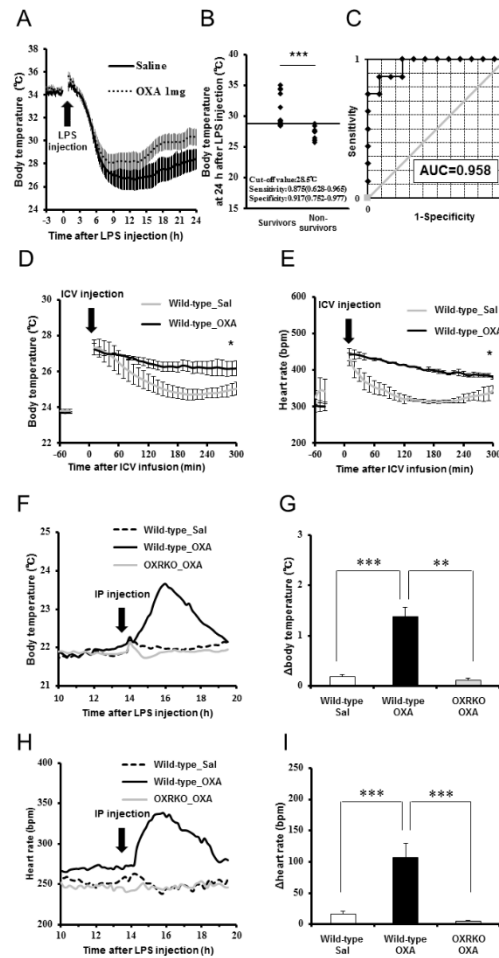 A
Body temperature (℃)
38
36
34
32
30
28
26
Saline
OXA 1mg
LPS
injection
-3 0 3 6 9 12 15 18 21 24
Time after LPS injection (h)
B
Body temperature (℃)
at 24 h after LPS injection
40
35
30
25
20
15
***
Cut-off value:28.5℃
Sensitivity:0.875(0.628-0.965)
Specificity:0.917(0.752-0.977)
Survivors
Non-
survivors
C
Sensitivity
1
0
0
1
AUC=0.958
1-Specificity
D
Body temperature (℃)
30
28
26
24
22
ICV injection
Wild-type_Sal
Wild-type_OXA
*
-60 0 60 120 180 240 300
Time after ICV infusion (min)
E
Heart rate (bpm)
600
500
400
300
200
ICV injection
Wild-type_Sal
Wild-type_OXA
*
-60 0 60 120 180 240 300
Time after ICV infusion (min)
F
Body temperature (℃)
25
24
23
22
21
Wild-type_Sal
Wild-type_OXA
OXRKO_OXA
IP injection
10 12 14 16 18 20
Time after LPS injection (h)
G
Δbody temperature (℃)
3
2
1
0
***
**
Wild-type
Sal
Wild-type
OXA
OXRKO
OXA
H
Heart rate (bpm)
400
350
300
250
200
Wild-type_Sal
Wild-type_OXA
OXRKO_OXA
IP injection
10 12 14 16 18 20
Time after LPS injection (h)
I
Δheart rate (bpm)
250
200
150
100
50
0
***
***
Wild-type
Sal
Wild-type
OXA
OXRKO
OXA